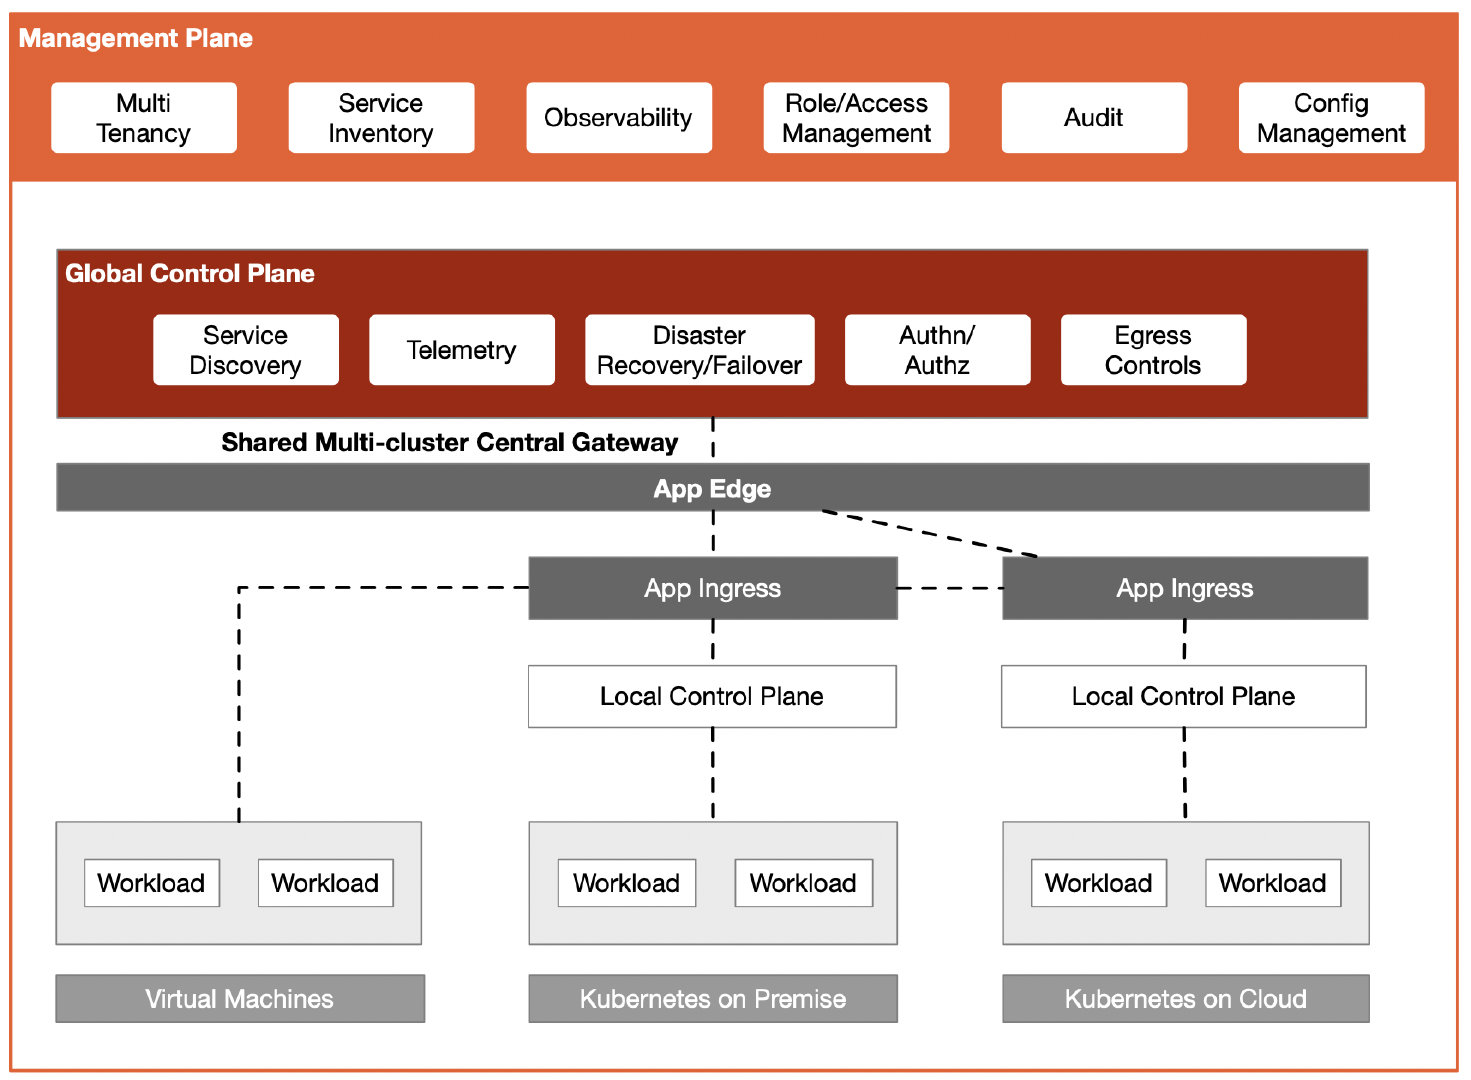 Management Plane
Multi
Tenancy
Service
Inventory
Observability
Role/Access
Management
Audit
Config
Management
Global Control Plane
Service
Discovery
Telemetry
Disaster
Recovery/Failover
Authn/
Authz
Egress
Controls
Shared Multi-cluster Central Gateway
App Edge
App Ingress
App Ingress
Local Control Plane
Local Control Plane
Workload
Workload
Workload
Workload
Workload
Workload
Virtual Machines
Kubernetes on Premise
Kubernetes on Cloud